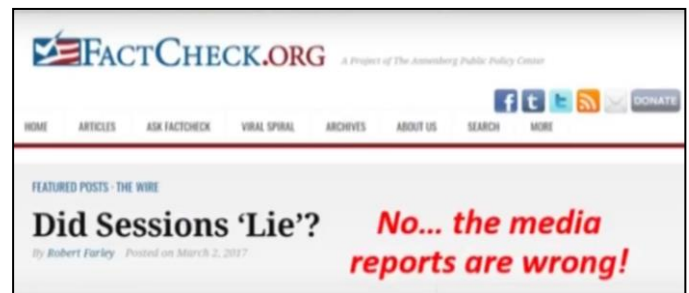 FACTCHECK.ORG A Project of The Annenberg Public Policy Center
f t DONATE
HOME ARTICLES ASK FACTCHECK VIRAL SPIRAL ARCHIVES ABOUT US SEARCH MORE
FEATURED POSTS · THE WIRE
Did Sessions ‘Lie’?
By Robert Farley Posted on March 2, 2017
No... the media
reports are wrong!